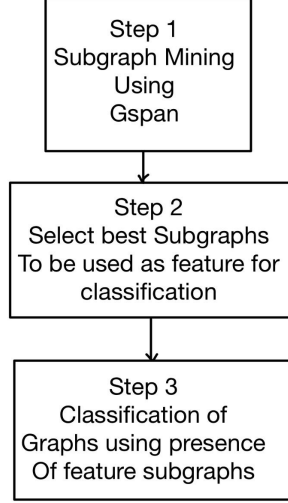 Step 1
Subgraph Mining
Using
Gspan
Step 2
Select best Subgraphs
To be used as feature for
classification
Step 3
Classification of
Graphs using presence
Of feature subgraphs